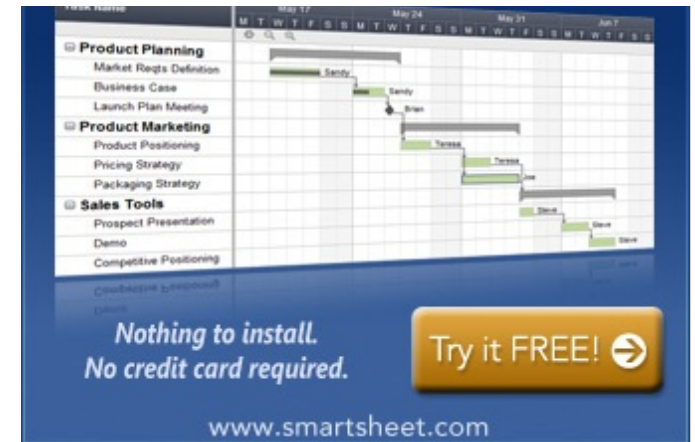 Task Name
May 17 May 24 May 31 Jun 7
M T W T F S S M T W T F S S M T W T F S S M T W T F S S
Product Planning
Market Reqts Definition Sandy
Business Case Sandy
Launch Plan Meeting Brian
Product Marketing
Product Positioning Teresa
Pricing Strategy Teresa
Packaging Strategy Joe
Sales Tools
Prospect Presentation Steve
Demo Steve
Competitive Positioning Steve
Nothing to install.
No credit card required.
Try it FREE!
www.smartsheet.com